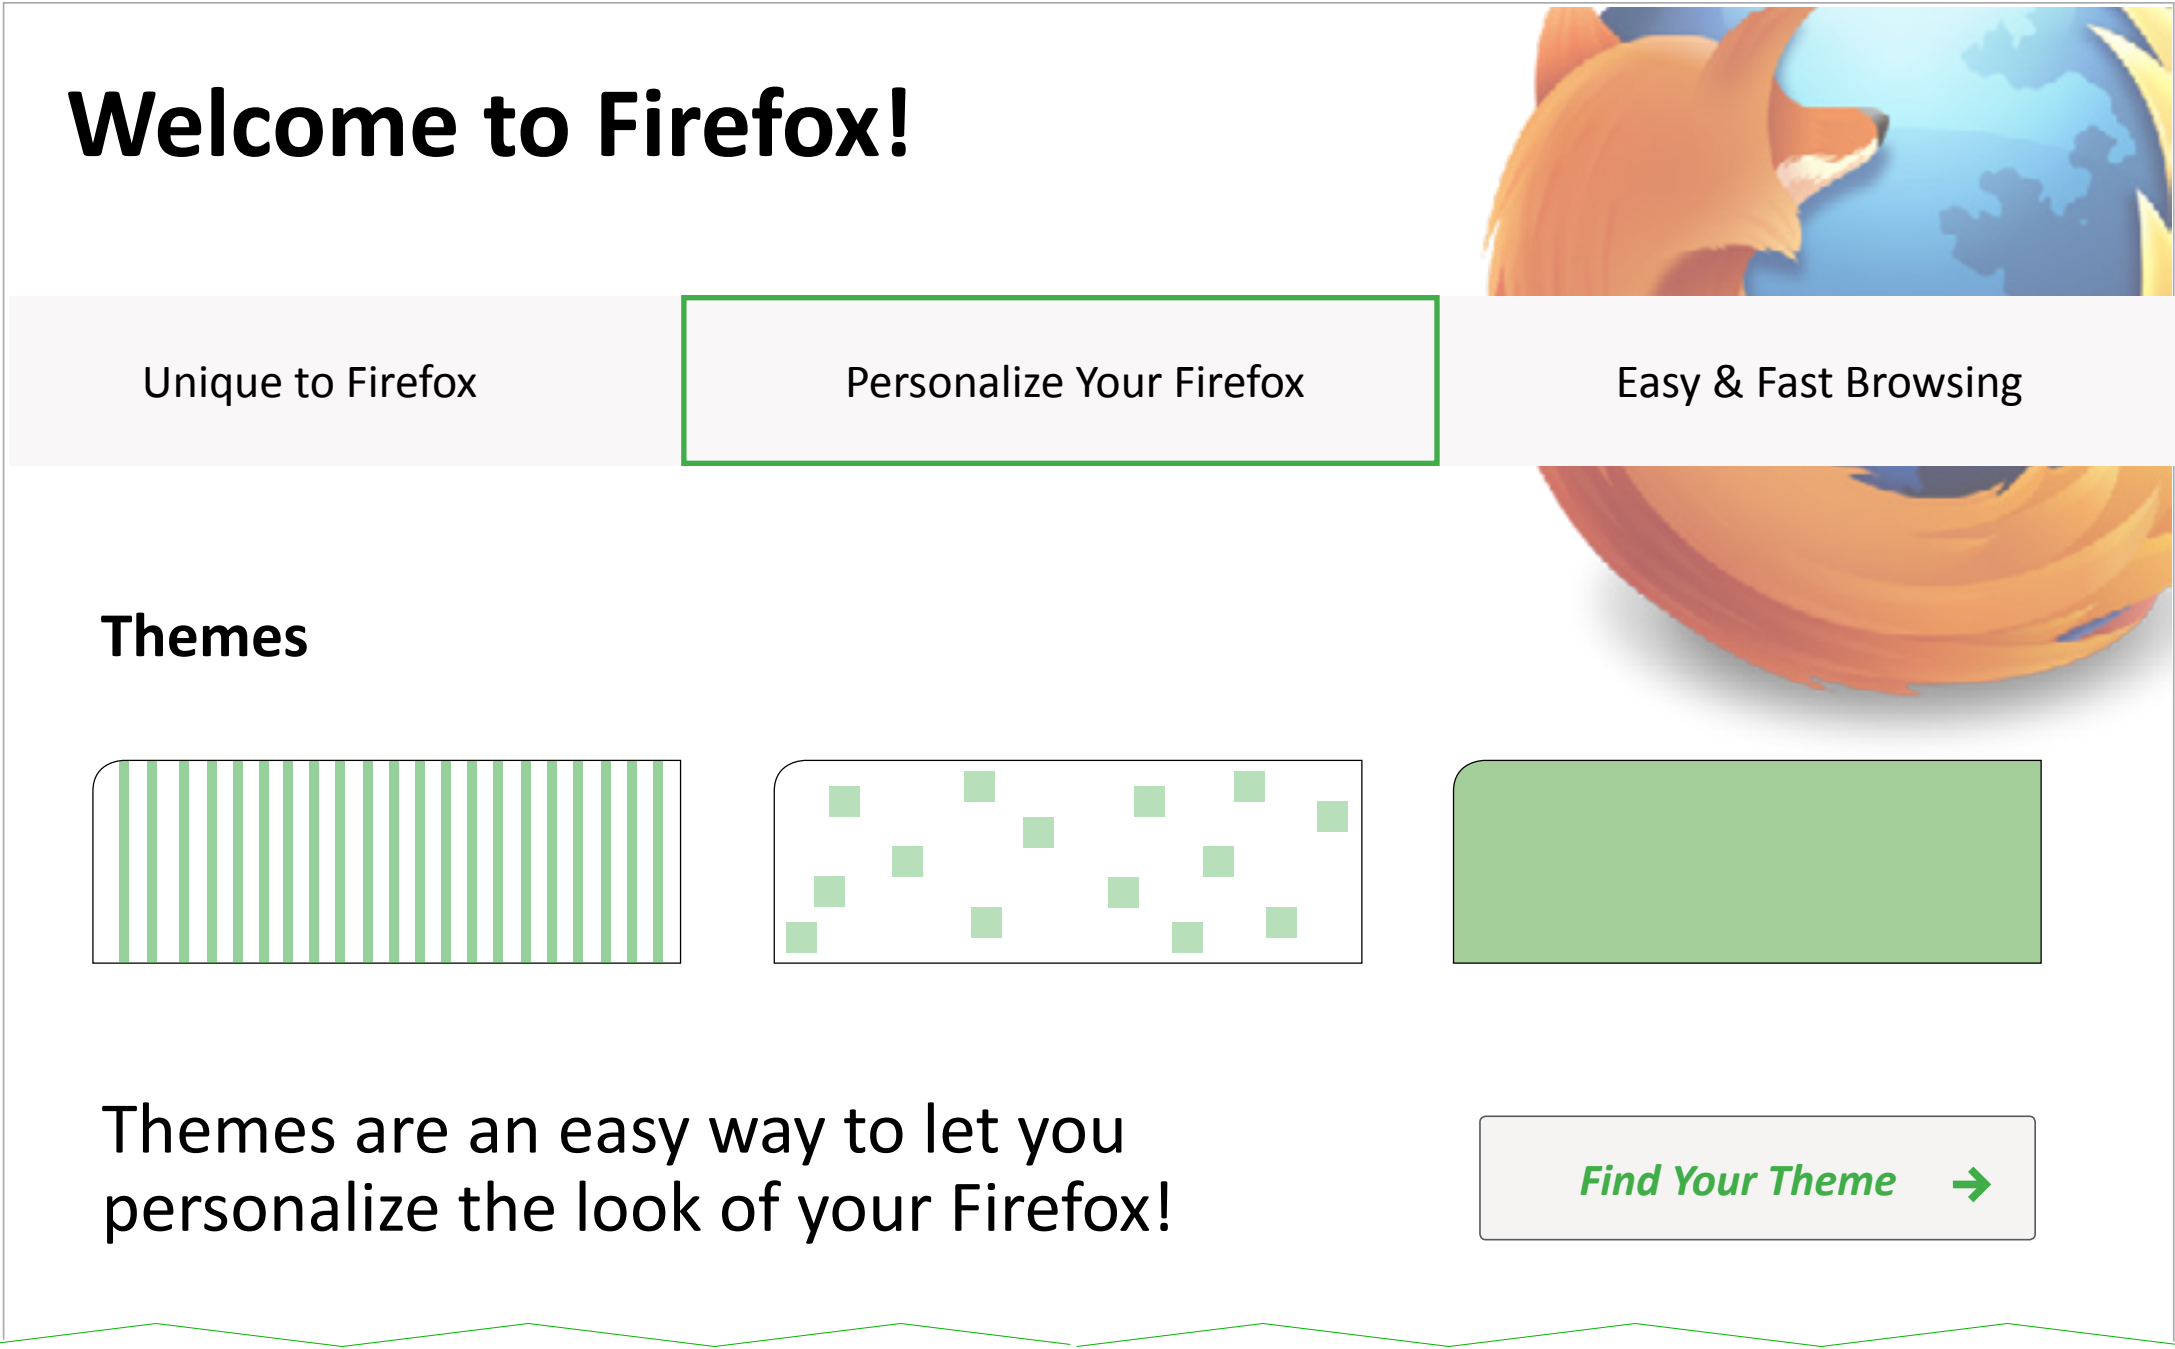 Welcome to Firefox!
Unique to Firefox
Personalize Your Firefox
Easy & Fast Browsing
Themes
Themes are an easy way to let you
personalize the look of your Firefox!
Find Your Theme